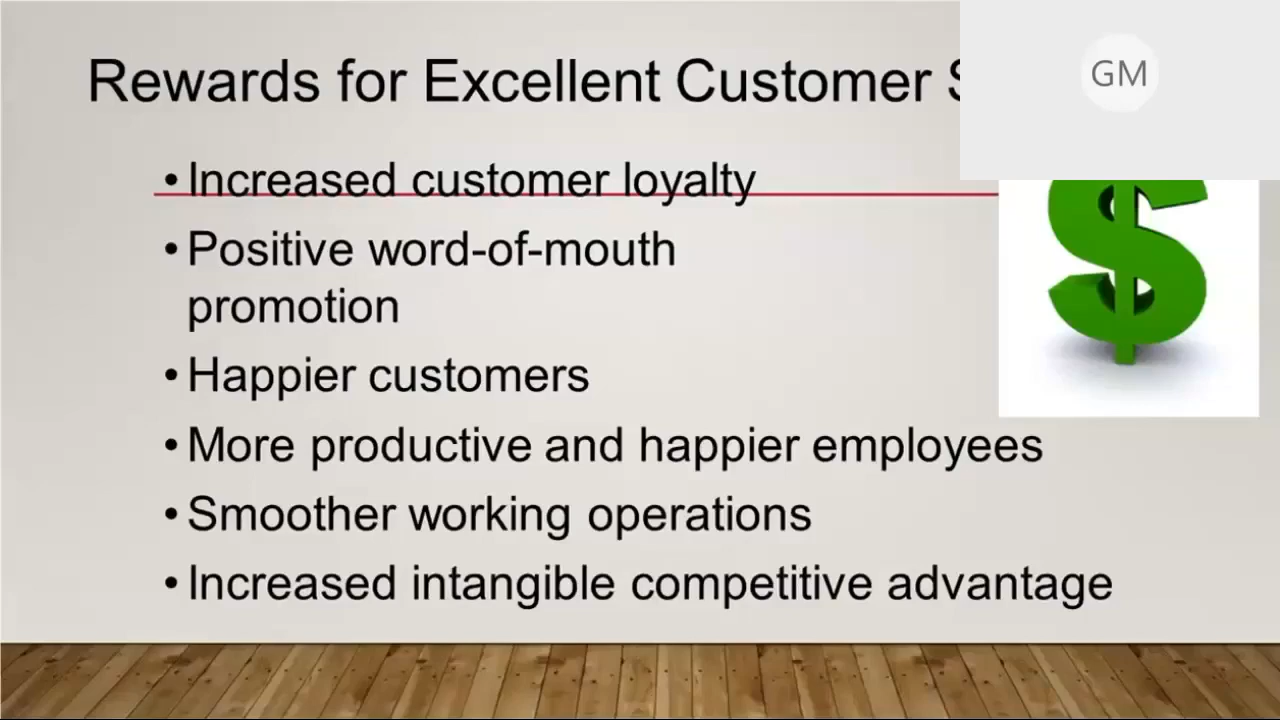 Rewards for Excellent Customer
GM
• Increased customer loyalty
• Positive word-of-mouth
promotion
• Happier customers
• More productive and happier employees
• Smoother working operations
• Increased intangible competitive advantage